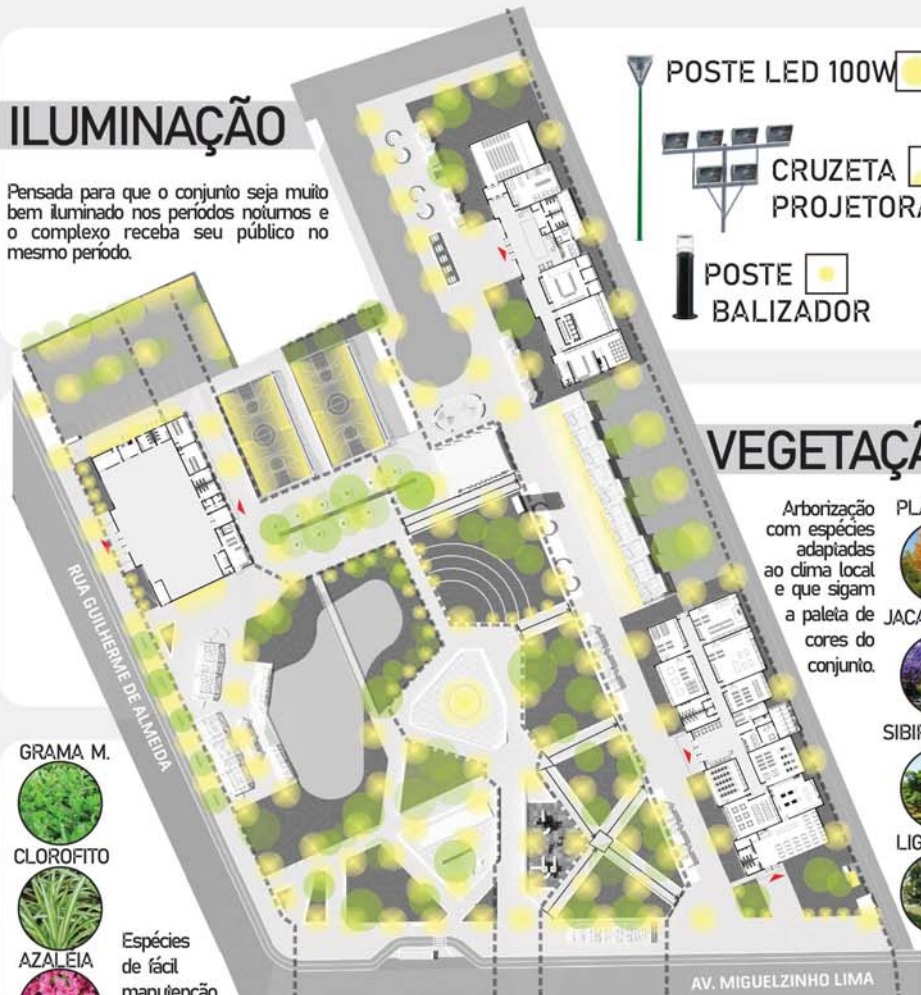 ILUMINAÇÃO
Pensada para que o conjunto seja muito
bem iluminado nos períodos noturnos e
o complexo receba seu público no
mesmo período.
POSTE LED 100W
CRUZETA
PROJETORA
POSTE
BALIZADOR
VEGETAÇÃ
Arborização
com espécies
adaptadas
ao clima local
e que sigam
a paleta de
cores do
conjunto.
PLA
JACA
SIBIP
LIG
GRAMA M.
CLOROFITO
AZALEIA
Espécies
de fácil
manutenção
RUA GUILHERME DE ALMEIDA
AV. MIGUELZINHO LIMA